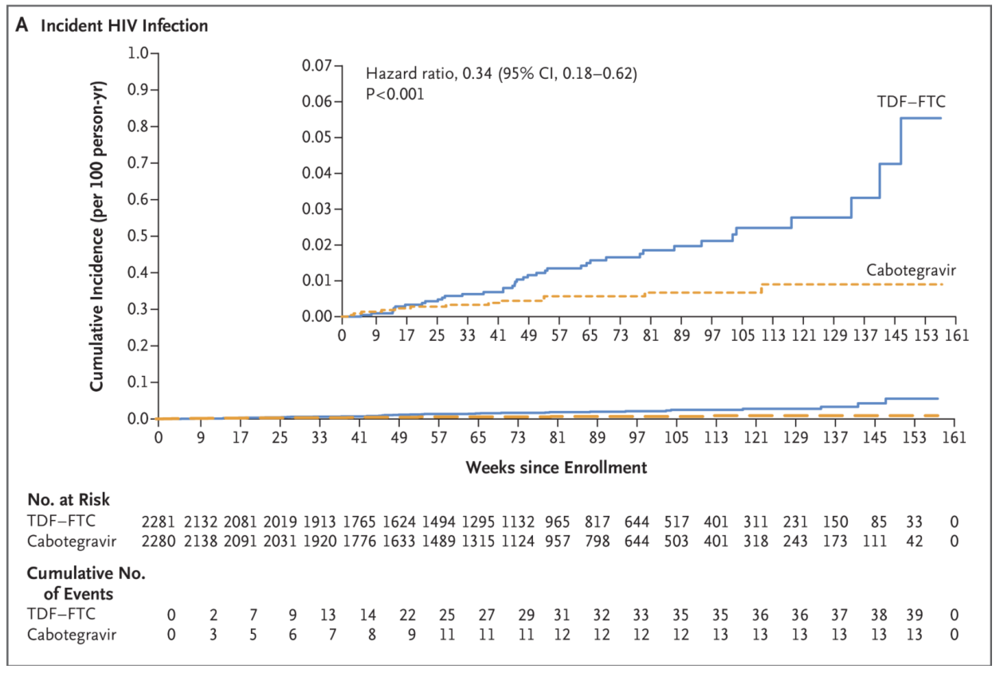 A Incident HIV Infection
Cumulative Incidence (per 100 person-yr)
1.0
0.9
0.8
0.7
0.6
0.5
0.4
0.3
0.2
0.1
0.0
0 9 17 25 33 41 49 57 65 73 81 89 97 105 113 121 129 137 145 153 161
0.07
0.06
0.05
0.04
0.03
0.02
0.01
0.00
Hazard ratio, 0.34 (95% CI, 0.18–0.62)
P<0.001
TDF–FTC
Cabotegravir
0 9 17 25 33 41 49 57 65 73 81 89 97 105 113 121 129 137 145 153 161
Weeks since Enrollment
No. at Risk
TDF–FTC 2281 2132 2081 2019 1913 1765 1624 1494 1295 1132 965 817 644 517 401 311 231 150 85 33 0
Cabotegravir 2280 2138 2091 2031 1920 1776 1633 1489 1315 1124 957 798 644 503 401 318 243 173 111 42 0
Cumulative No.
of Events
TDF–FTC 0 2 7 9 13 14 22 25 27 29 31 32 33 35 35 36 36 37 38 39 0
Cabotegravir 0 3 5 6 7 8 9 11 11 11 12 12 12 12 13 13 13 13 13 13 0